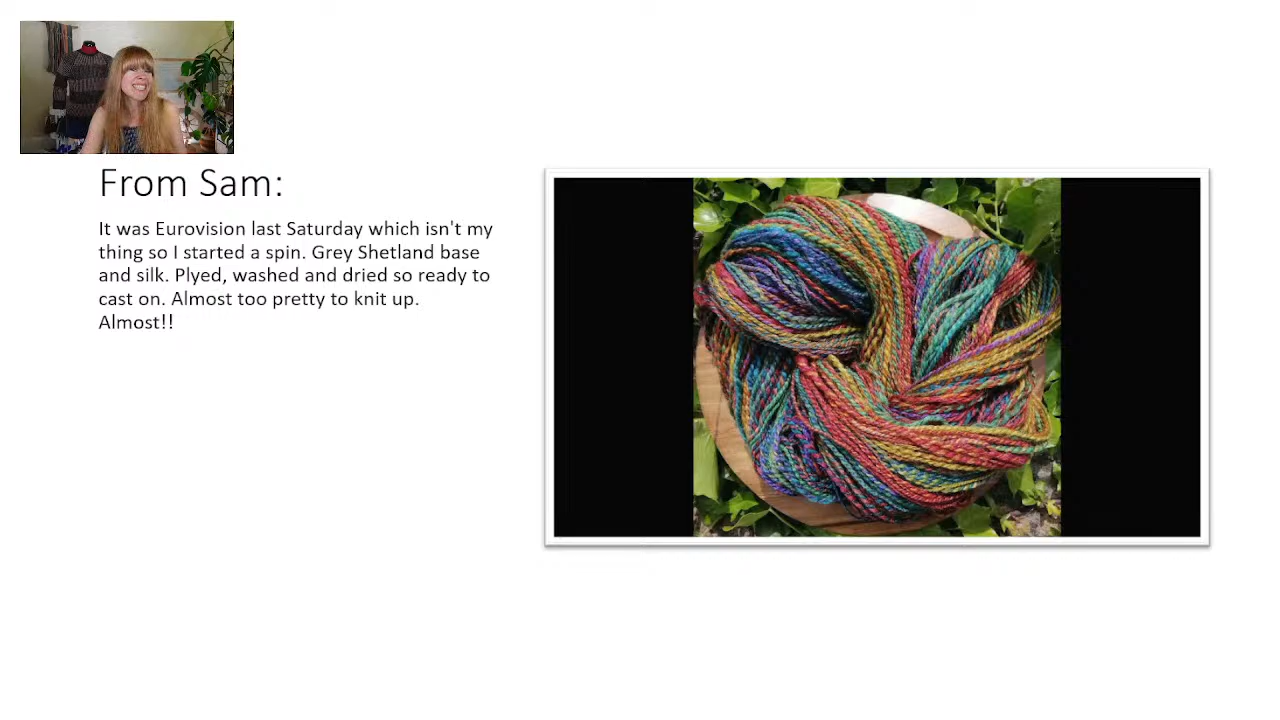 From Sam:
It was Eurovision last Saturday which isn't my
thing so I started a spin. Grey Shetland base
and silk. Plyed, washed and dried so ready to
cast on. Almost too pretty to knit up.
Almost!!